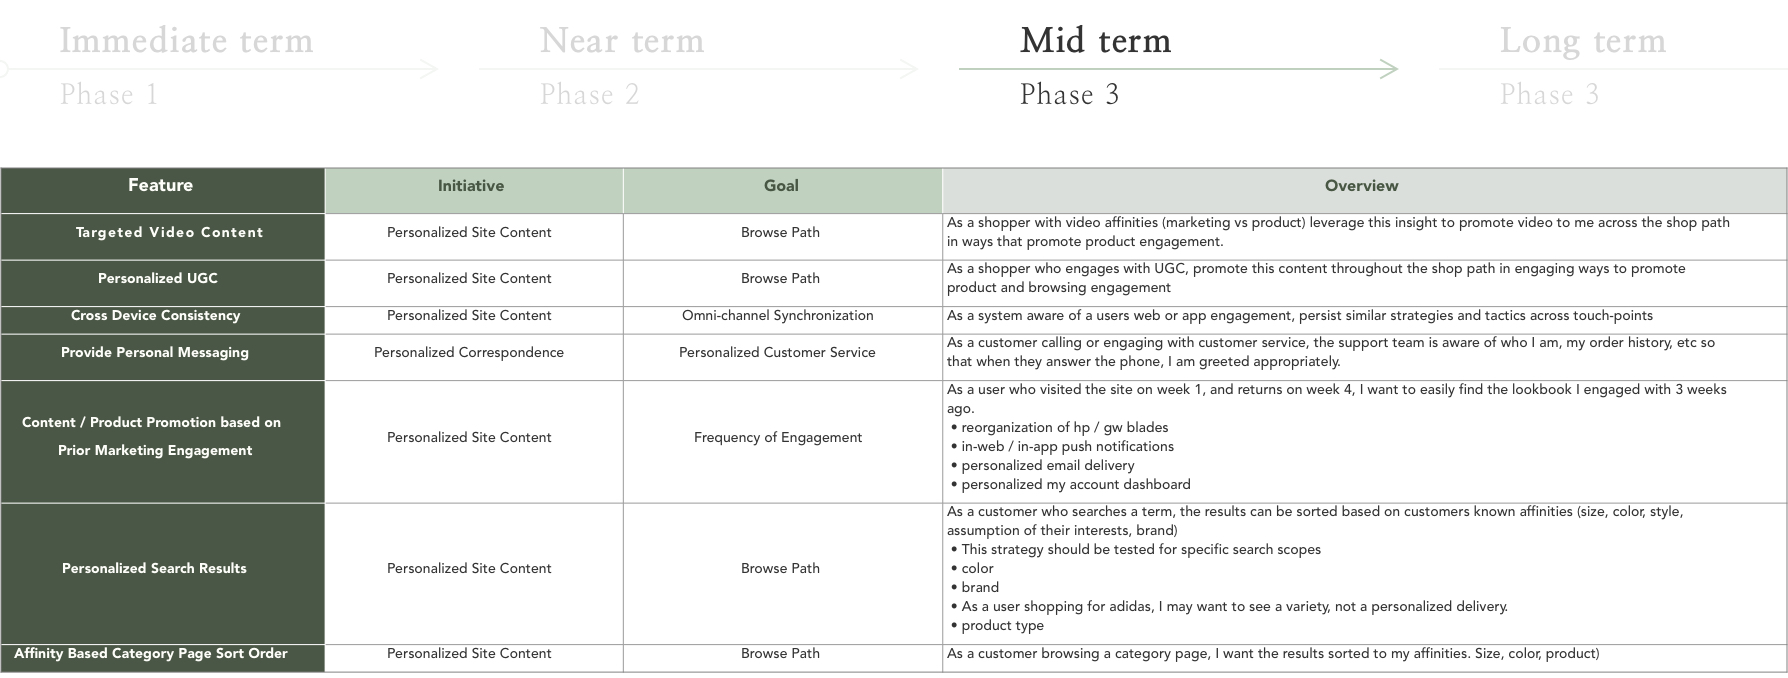 Immediate term
Near term
Mid term
Long term
Phase 1
Phase 2
Phase 3
Phase 3
Feature
Initiative
Goal
Overview
Targeted Video Content
Personalized Site Content
Browse Path
As a shopper with video affinities (marketing vs product) leverage this insight to promote video to me across the shop path
in ways that promote product engagement.
Personalized UGC
Personalized Site Content
Browse Path
As a shopper who engages with UGC, promote this content throughout the shop path in engaging ways to promote
product and browsing engagement
Cross Device Consistency
Personalized Site Content
Omni-channel Synchronization
As a system aware of a users web or app engagement, persist similar strategies and tactics across touch-points
Provide Personal Messaging
Personalized Correspondence
Personalized Customer Service
As a customer calling or engaging with customer service, the support team is aware of who I am, my order history, etc so
that when they answer the phone, I am greeted appropriately.
Content / Product Promotion based on
Prior Marketing Engagement
Personalized Site Content
Frequency of Engagement
As a user who visited the site on week 1, and returns on week 4, I want to easily find the lookbook I engaged with 3 weeks
ago.
• reorganization of hp / gw blades
• in-web / in-app push notifications
• personalized email delivery
• personalized my account dashboard
Personalized Search Results
Personalized Site Content
Browse Path
As a customer who searches a term, the results can be sorted based on customers known affinities (size, color, style,
assumption of their interests, brand)
• This strategy should be tested for specific search scopes
• color
• brand
• As a user shopping for adidas, I may want to see a variety, not a personalized delivery.
• product type
Affinity Based Category Page Sort Order
Personalized Site Content
Browse Path
As a customer browsing a category page, I want the results sorted to my affinities. Size, color, product)